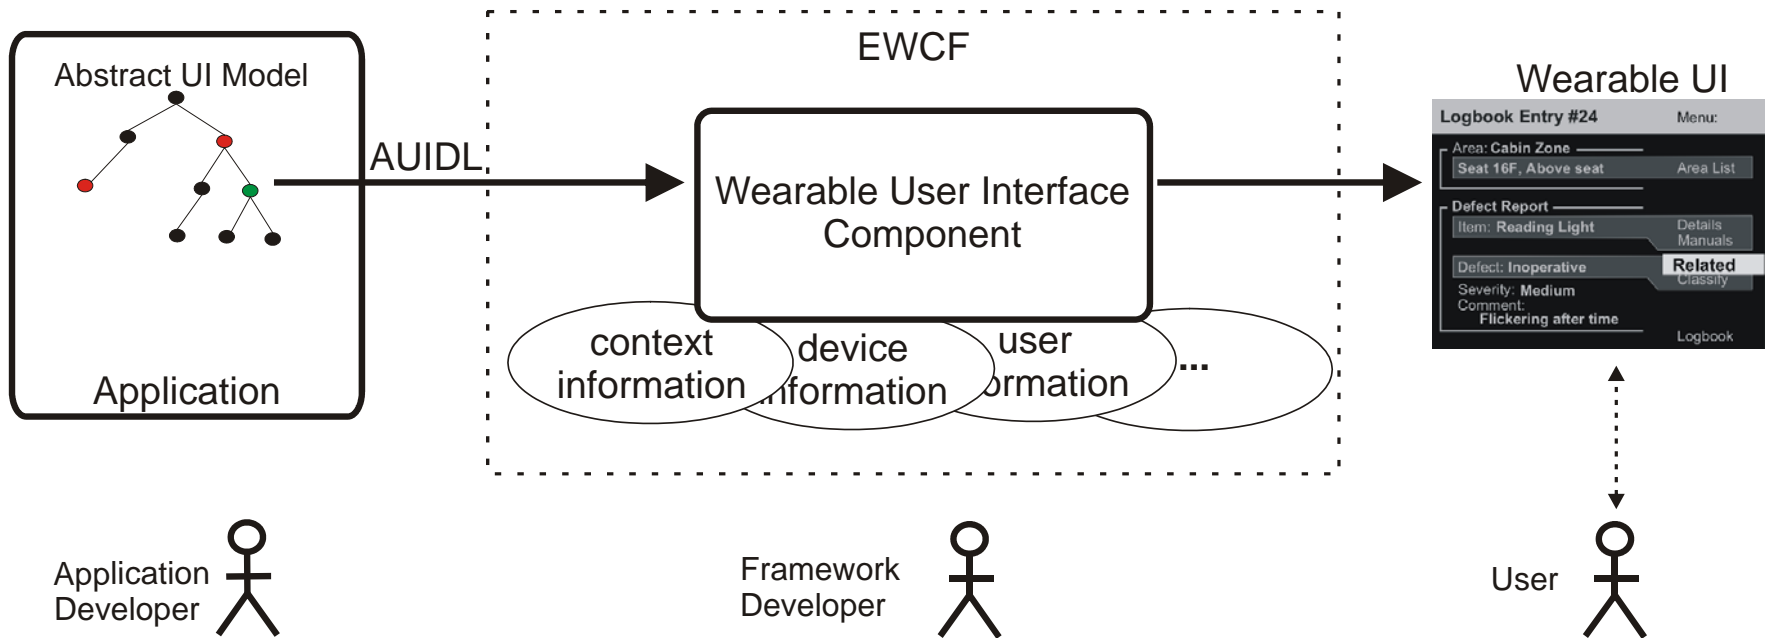 EWCF
Abstract UI Model
AUIDL
Application
Wearable User Interface
Component
context
information
device
information
user
ormation
...
Wearable UI
Logbook Entry #24
Menu:
Area: Cabin Zone
Seat 16F, Above seat
Area List
Defect Report
Item: Reading Light
Details
Manuals
Defect: Inoperative
Related
Classify
Severity: Medium
Comment:
Flickering after time
Logbook
Application
Developer
Framework
Developer
User